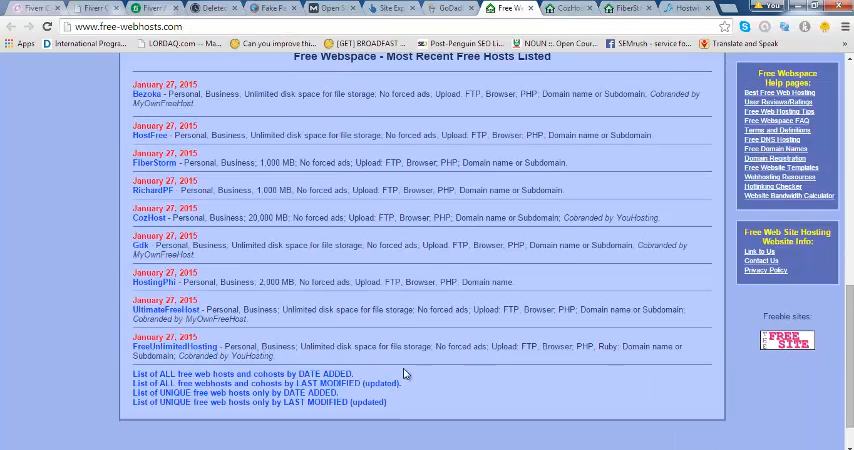 Fiverr C
Fiverr C
Fiverr /
Deleted
Fake Pa
Open S
Site Exp
GoDad
Free We
CozHos
FiberSt
Hostwin
You
www.free-webhosts.com
Apps
International Progra...
LORDAQ.com -- Ma...
Can you improve thi...
[GET] BROADFAST ...
Post-Penguin SEO Li...
NOUN :: Open Cour...
SEMrush - service fo...
Translate and Speak
Free Webspace - Most Recent Free Hosts Listed
January 27, 2015
Bezoka - Personal, Business, Unlimited disk space for file storage; No forced ads; Upload: FTP, Browser; PHP; Domain name or Subdomain; Cobranded by
MyOwnFreeHost.
January 27, 2015
HostFree - Personal, Business, Unlimited disk space for file storage; No forced ads; Upload: FTP, Browser; PHP; Domain name or Subdomain.
January 27, 2015
FiberStorm - Personal, Business; 1,000 MB; No forced ads; Upload: FTP, Browser; PHP; Domain name or Subdomain.
January 27, 2015
RichardPF - Personal, Business; 1,000 MB; No forced ads; Upload: FTP, Browser; PHP; Domain name or Subdomain.
January 27, 2015
CozHost - Personal, Business; 20,000 MB; No forced ads; Upload: FTP, Browser; PHP; Domain name or Subdomain; Cobranded by YouHosting.
January 27, 2015
Gdk - Personal, Business; Unlimited disk space for file storage; No forced ads; Upload: FTP, Browser; PHP; Domain name or Subdomain; Cobranded by
MyOwnFreeHost.
January 27, 2015
HostingPhi - Personal, Business; 2,000 MB; No forced ads; Upload: FTP, Browser; PHP; Domain name.
January 27, 2015
UltimateFreeHost - Personal, Business; Unlimited disk space for file storage; No forced ads; Upload: FTP, Browser; PHP; Domain name or Subdomain;
Cobranded by MyOwnFreeHost.
January 27, 2015
FreeUnlimitedHosting - Personal, Business; Unlimited disk space for file storage; No forced ads; Upload: FTP, Browser; PHP, Ruby; Domain name or
Subdomain; Cobranded by YouHosting.
List of ALL free web hosts and cohosts by DATE ADDED.
List of ALL free webhosts and cohosts by LAST MODIFIED (updated).
List of UNIQUE free web hosts only by DATE ADDED.
List of UNIQUE free web hosts only by LAST MODIFIED (updated)
Free Webspace
Help pages:
Best Free Web Hosting
User Reviews/Ratings
Free Web Hosting Tips
Free Webspace FAQ
Terms and Definitions
Free DNS Hosting
Free Domain Names
Domain Registration
Free Website Templates
Webhosting Resources
Hotlinking Checker
Website Bandwidth Calculator
Free Web Site Hosting
Website Info:
Link to Us
Contact Us
Privacy Policy
Freebie sites:
THE FREE SITE